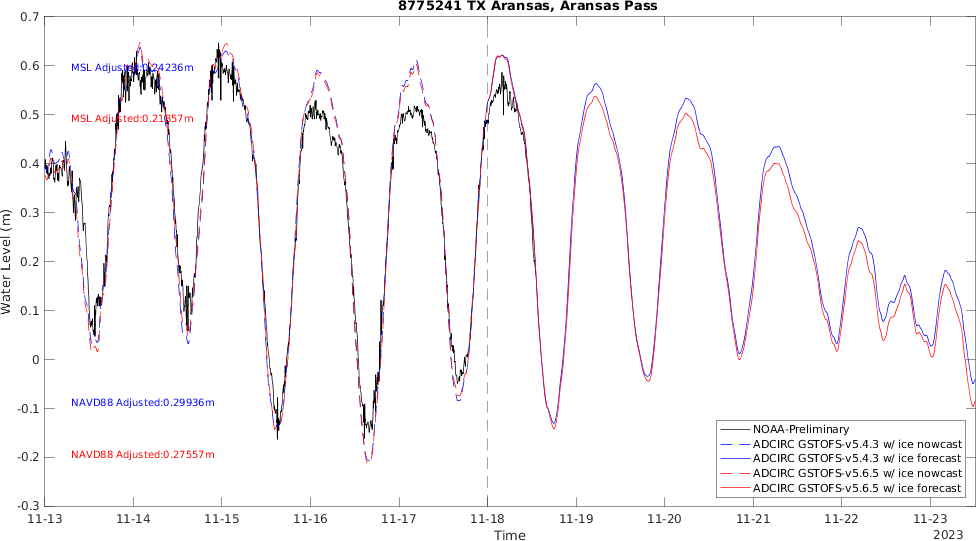 8775241 TX Aransas, Aransas Pass
Water Level (m)
0.7
0.6
0.5
0.4
0.3
0.2
0.1
0
-0.1
-0.2
-0.3
MSL Adjusted:0.24236m
MSL Adjusted:0.21857m
NAVD88 Adjusted:0.29936m
NAVD88 Adjusted:0.27557m
NOAA-Preliminary
ADCIRC GSTOFS-v5.4.3 w/ ice nowcast
ADCIRC GSTOFS-v5.4.3 w/ ice forecast
ADCIRC GSTOFS-v5.6.5 w/ ice nowcast
ADCIRC GSTOFS-v5.6.5 w/ ice forecast
11-13 11-14 11-15 11-16 11-17 11-18 11-19 11-20 11-21 11-22 11-23
Time
2023